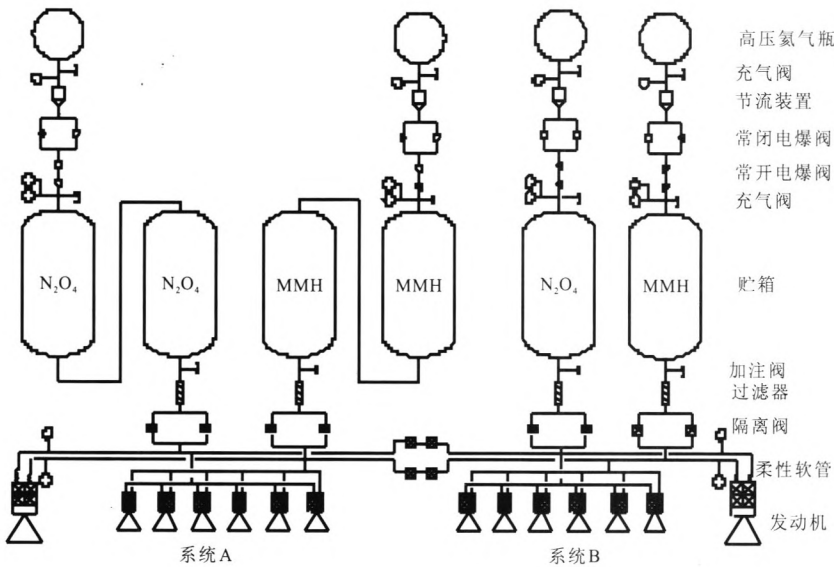 高压氦气瓶
充气阀
节流装置
常闭电爆阀
常开电爆阀
充气阀
N₂O₄ N₂O₄ MMH MMH N₂O₄ MMH 贮箱
加注阀
过滤器
隔离阀
柔性软管
发动机
系统A 系统B